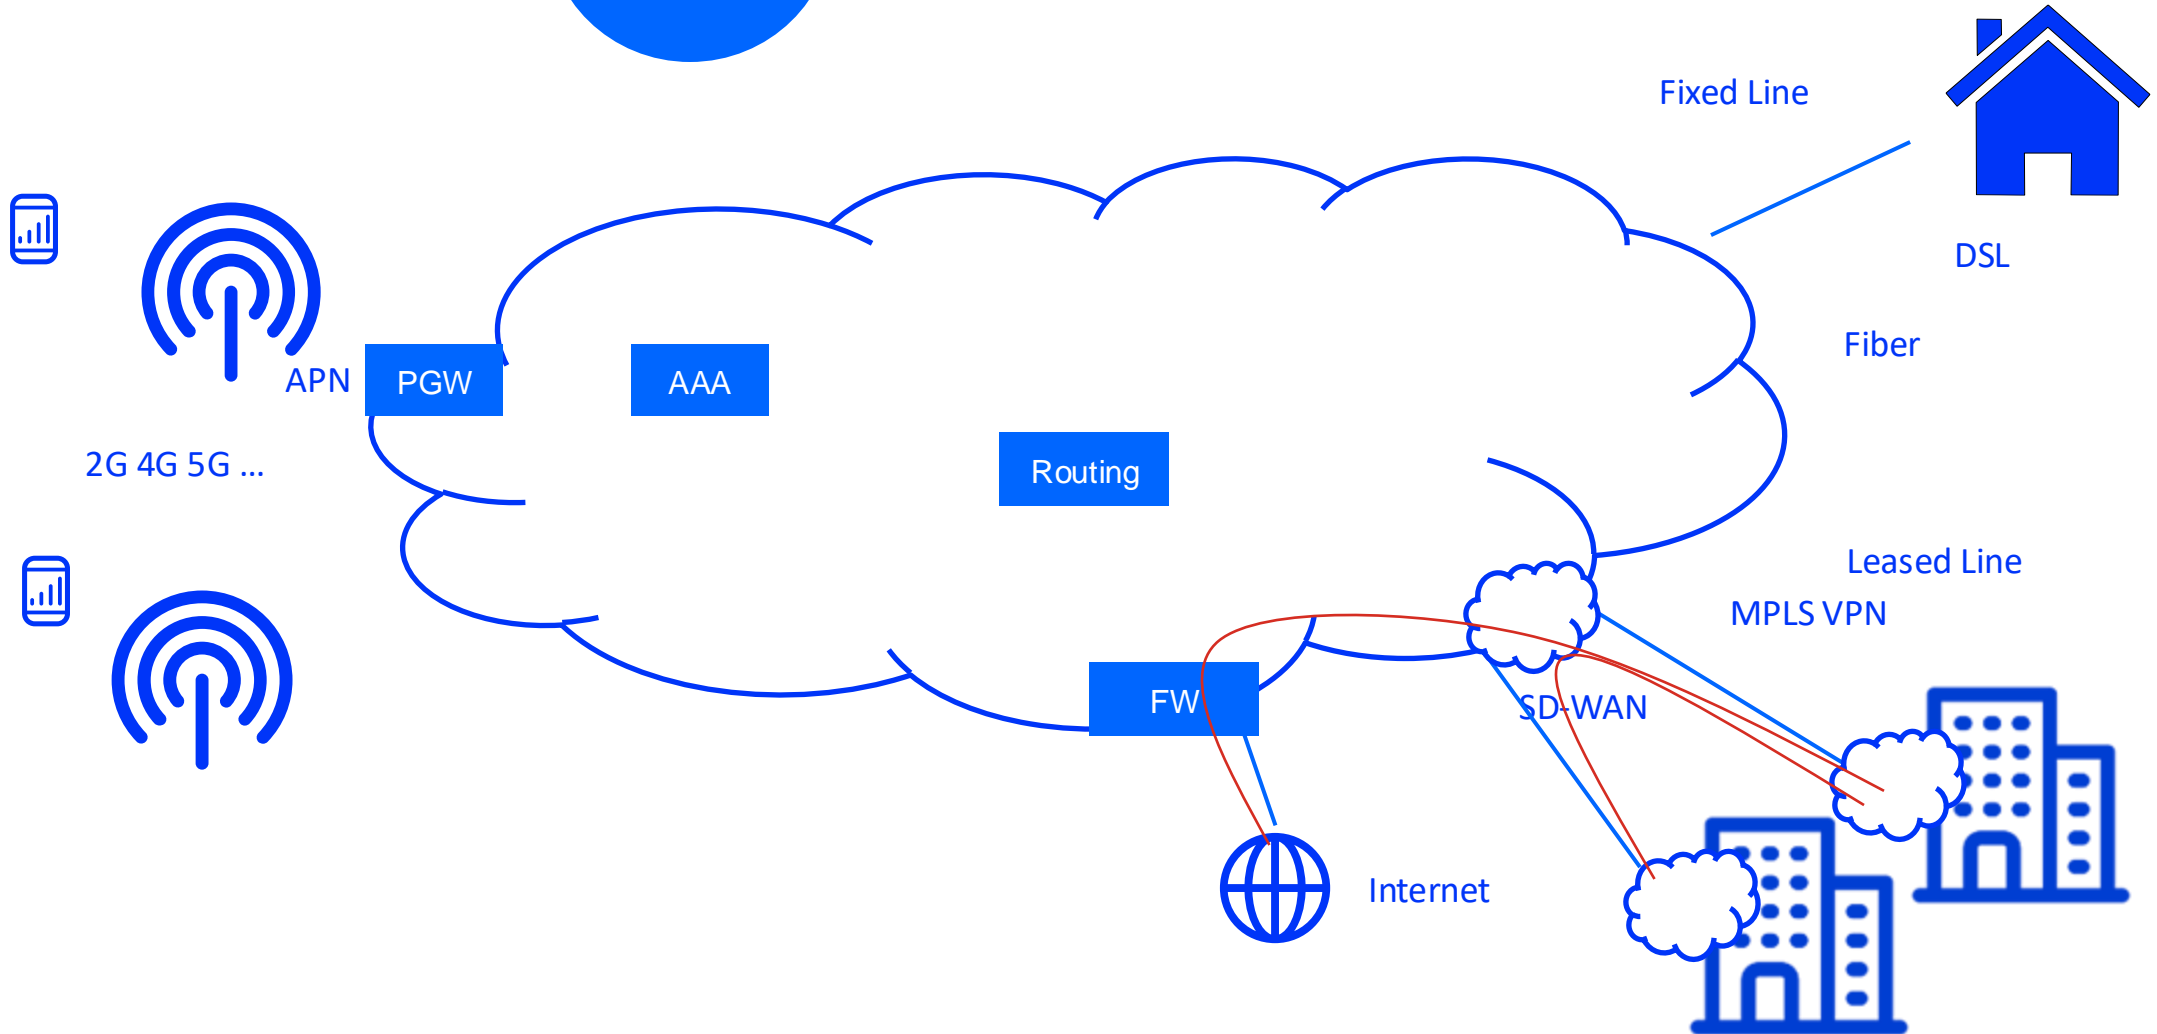 Fixed Line
DSL
Fiber
APN
PGW
AAA
2G 4G 5G ...
Routing
Leased Line
MPLS VPN
FW
SD-WAN
Internet